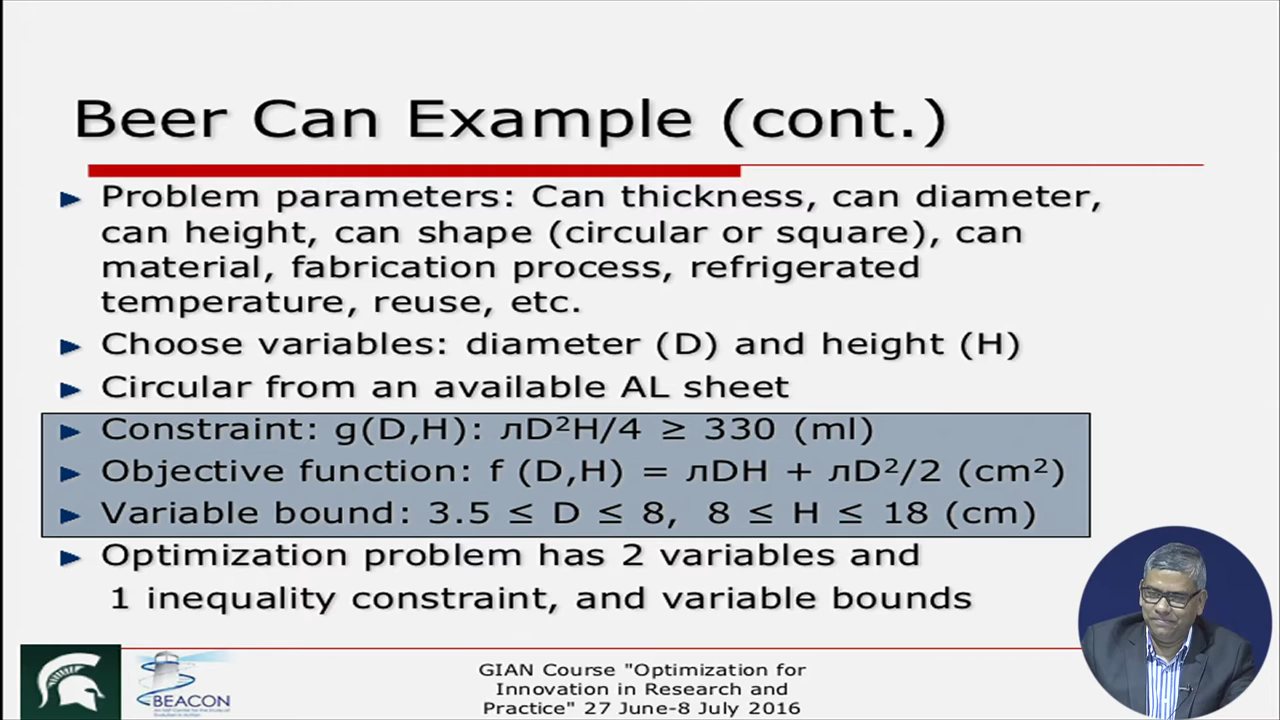 Beer Can Example (cont.)
Problem parameters: Can thickness, can diameter,
can height, can shape (circular or square), can
material, fabrication process, refrigerated
temperature, reuse, etc.
Choose variables: diameter (D) and height (H)
Circular from an available AL sheet
Constraint: g(D,H): лD²H/4 ≥ 330 (ml)
Objective function: f (D,H) = лDH + лD²/2 (cm²)
Variable bound: 3.5 ≤ D ≤ 8, 8 ≤ H ≤ 18 (cm)
Optimization problem has 2 variables and
1 inequality constraint, and variable bounds
BEACON
GIAN Course "Optimization for
Innovation in Research and
Practice" 27 June-8 July 2016